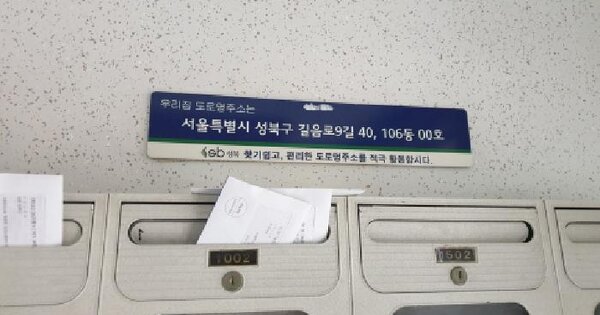 우리집 도로명주소는
서울특별시 성북구 길음로9길 40, 106동 00호
sb 성북 찾기쉽고, 편리한 도로명주소를 적극 활용합시다.
1002
1502